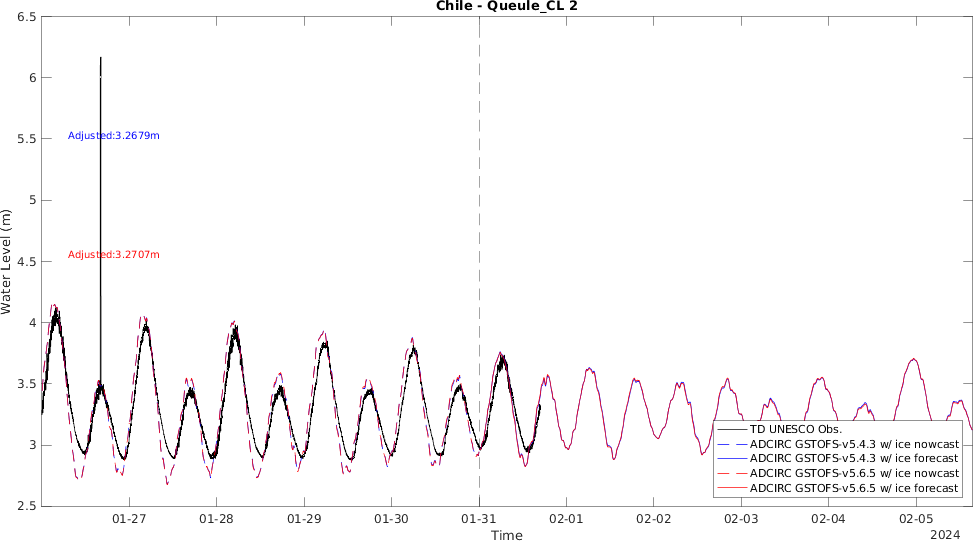 Chile - Queule_CL 2
6.5
6
5.5
5
4.5
4
3.5
3
2.5
Water Level (m)
Adjusted:3.2679m
Adjusted:3.2707m
TD UNESCO Obs.
ADCIRC GSTOFS-v5.4.3 w/ ice nowcast
ADCIRC GSTOFS-v5.4.3 w/ ice forecast
ADCIRC GSTOFS-v5.6.5 w/ ice nowcast
ADCIRC GSTOFS-v5.6.5 w/ ice forecast
01-27 01-28 01-29 01-30 01-31 02-01 02-02 02-03 02-04 02-05
Time
2024